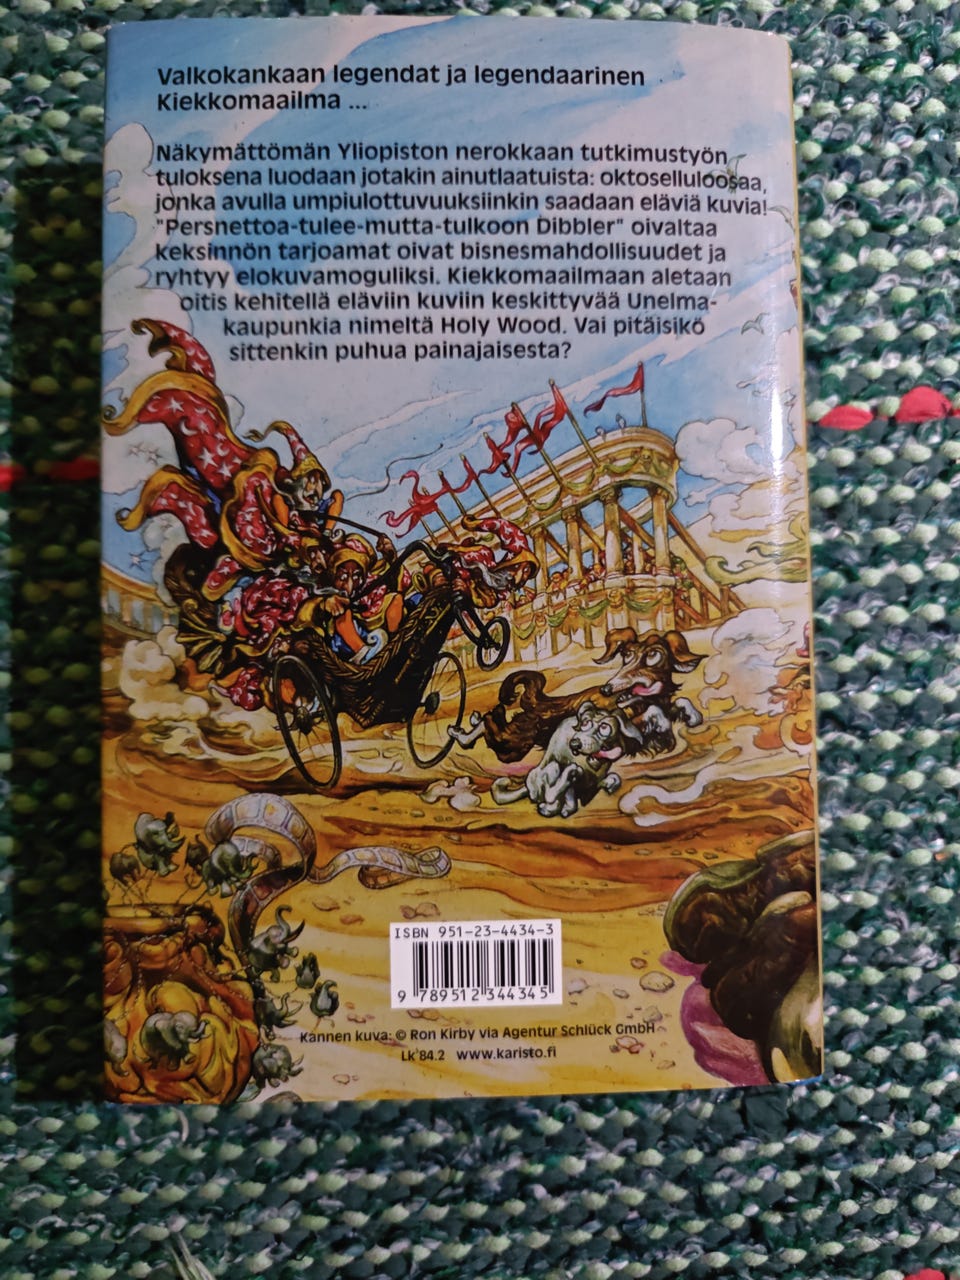 Valkokankaan legendat ja legendaarinen
Kiekkomaailma ...
Näkymättömän Yliopiston nerokkaan tutkimustyön
tuloksena luodaan jotakin ainutlaatuista: oktoselluloosaa,
jonka avulla umpiulottuvuuksiinkin saadaan eläviä kuvia!
"Persnettoa-tulee-mutta-tulkoon Dibbler" oivaltaa
keksinnön tarjoamat oivat bisnesmahdollisuudet ja
ryhtyy elokuvamoguliksi. Kiekkomaailmaan aletaan
oitis kehitellä eläviin kuviin keskittyvää Unelma-
kaupunkia nimeltä Holy Wood. Vai pitäisikö
sittenkin puhua painajaisesta?
ISBN 951-23-4434-3
9 789512 344345
Kannen kuva: © Ron Kirby via Agentur Schlück GmbH
Lk 84.2 www.karisto.fi